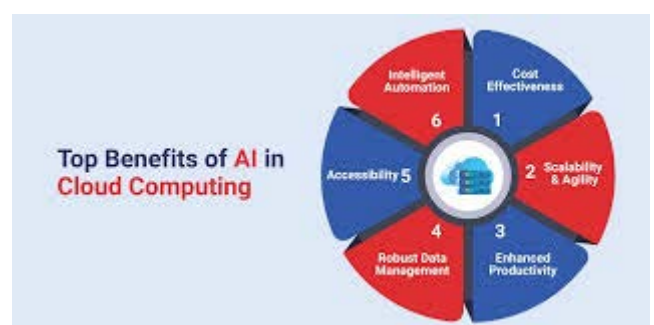 Top Benefits of AI in
Cloud Computing
Cost
Effectiveness
1
2 Scalability
& Agility
3
Enhanced
Productivity
4
Robust Data
Management
Accessibility 5
Intelligent
Automation
6